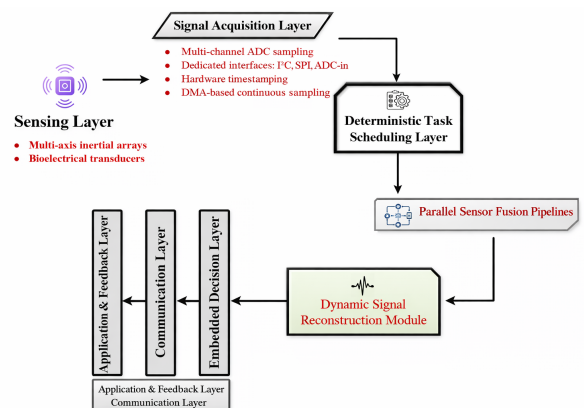 Signal Acquisition Layer
Multi-channel ADC sampling
Dedicated interfaces: I²C, SPI, ADC-in
Hardware timestamping
DMA-based continuous sampling
Sensing Layer
Multi-axis inertial arrays
Bioelectrical transducers
Deterministic Task
Scheduling Layer
Parallel Sensor Fusion Pipelines
Dynamic Signal
Reconstruction Module
Embedded Decision Layer
Communication Layer
Application & Feedback Layer
Application & Feedback Layer
Communication Layer